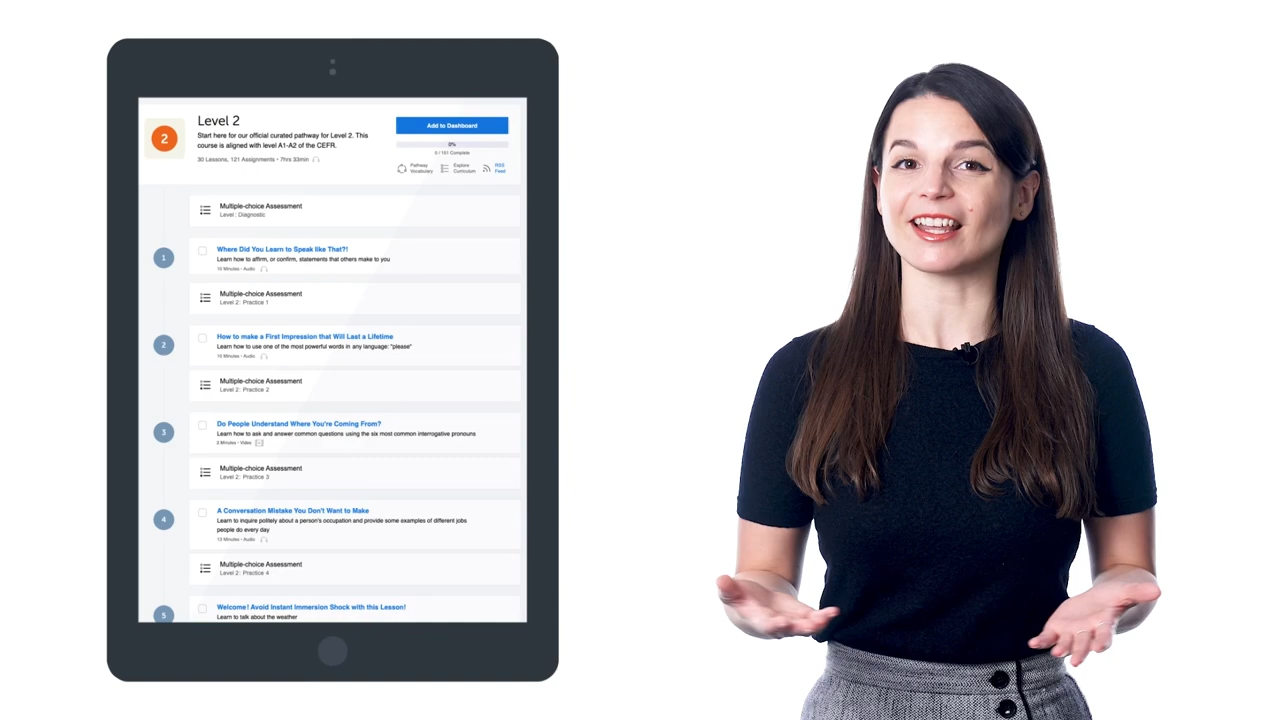 2
Level 2
Start here for our official curated pathway for Level 2. This
course is aligned with level A1-A2 of the CEFR.
30 Lessons, 121 Assignments • 7hrs 33min
Add to Dashboard
0%
0 / 151 Complete
Pathway
Vocabulary
Explore
Curriculum
RSS
Feed
Multiple-choice Assessment
Level : Diagnostic
1
Where Did You Learn to Speak like That?!
Learn how to affirm, or confirm, statements that others make to you
10 Minutes • Audio
Multiple-choice Assessment
Level 2: Practice 1
2
How to make a First Impression that Will Last a Lifetime
Learn how to use one of the most powerful words in any language: "please"
10 Minutes • Audio
Multiple-choice Assessment
Level 2: Practice 2
3
Do People Understand Where You're Coming From?
Learn how to ask and answer common questions using the six most common interrogative pronouns
2 Minutes • Video
Multiple-choice Assessment
Level 2: Practice 3
4
A Conversation Mistake You Don't Want to Make
Learn to inquire politely about a person's occupation and provide some examples of different jobs
people do every day
13 Minutes • Audio
Multiple-choice Assessment
Level 2: Practice 4
5
Welcome! Avoid Instant Immersion Shock with this Lesson!
Learn to talk about the weather